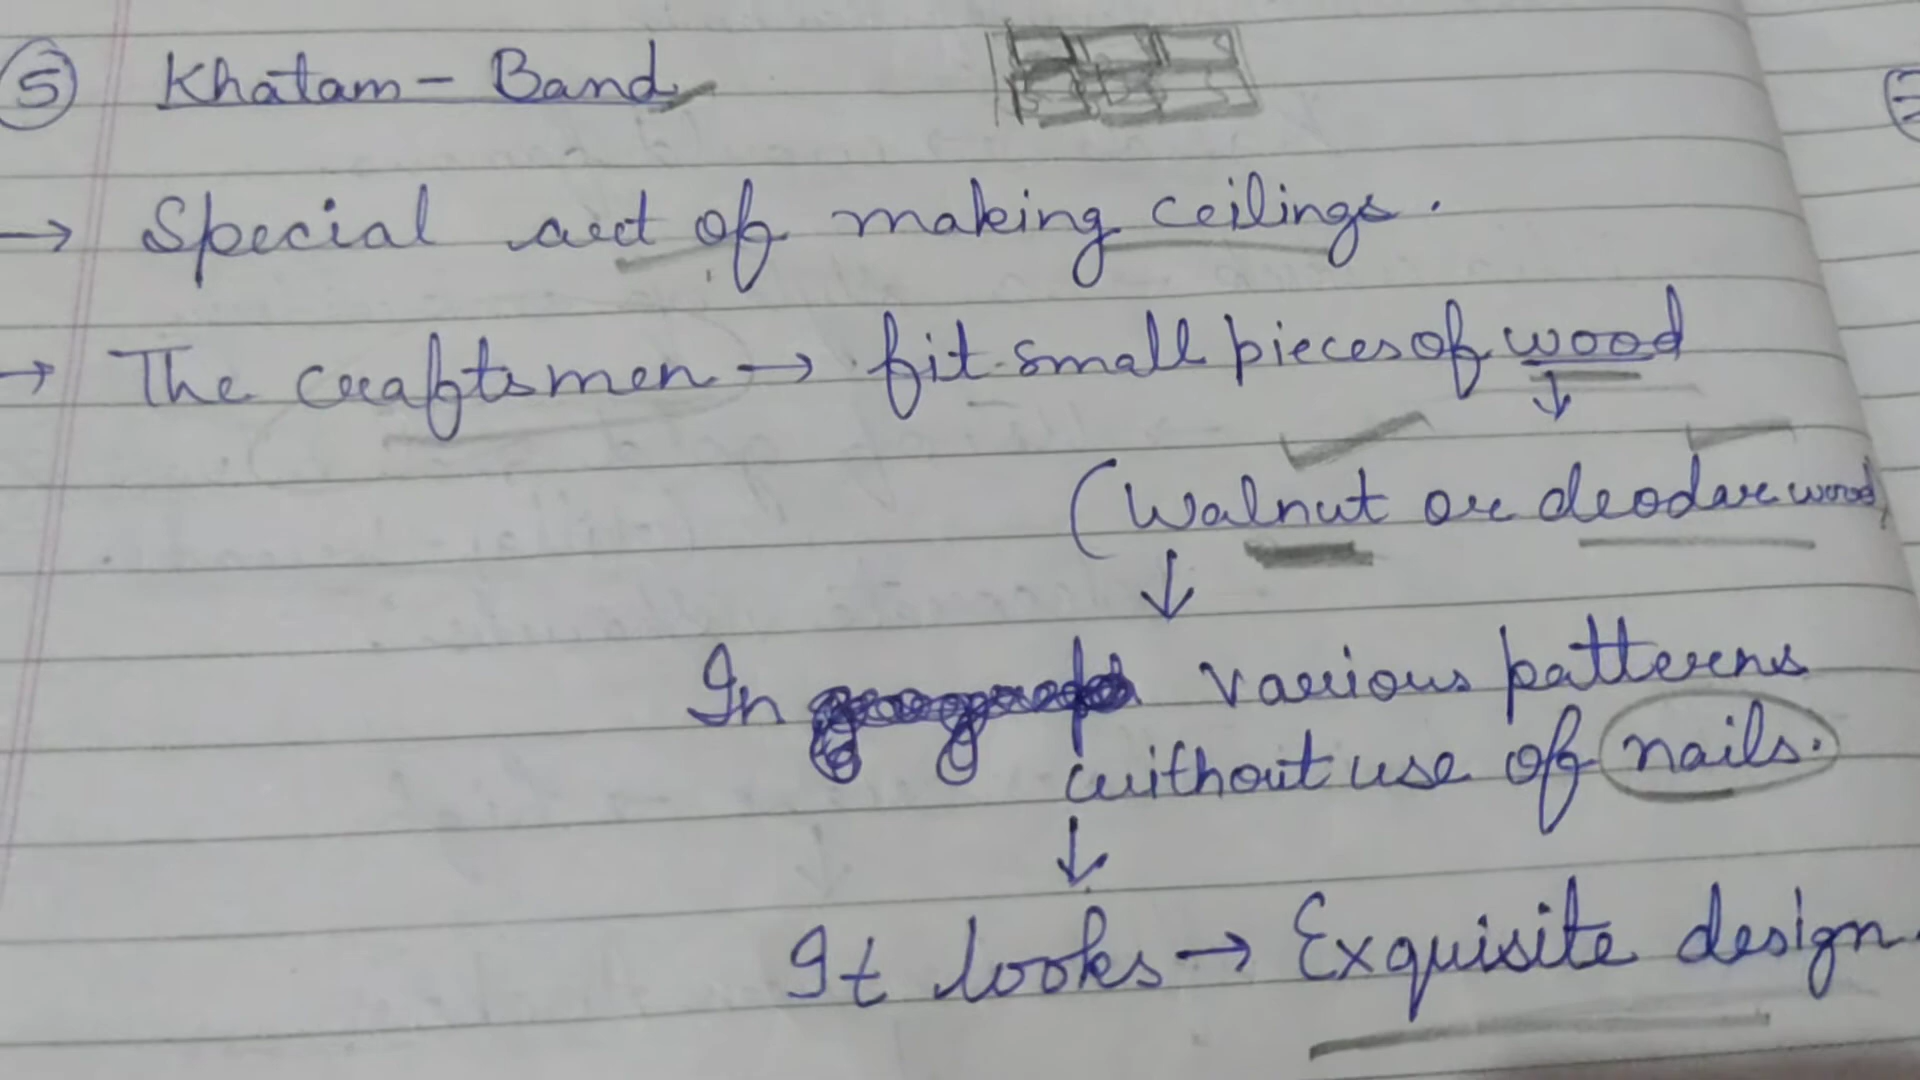 ⑤ Khatam - Band
→ Special art of making ceilings.
→ The craftsmen → fit small pieces of wood
↓
(Walnut or deodare wood)
↓
In various patterns
without use of nails.
↓
It looks → Exquisite design.